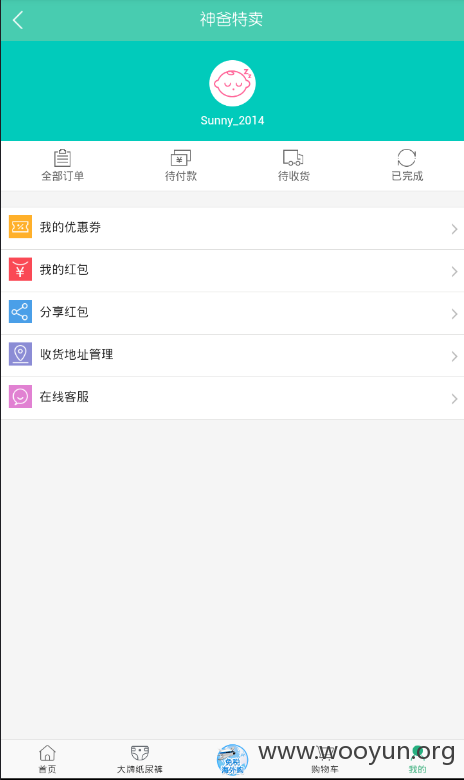 神爸特卖
Sunny_2014
全部订单
待付款
待收货
已完成
我的优惠券
我的红包
分享红包
收货地址管理
在线客服
首页
大牌纸尿裤
免税
海外购
购物车
我的
www.wooyun.org